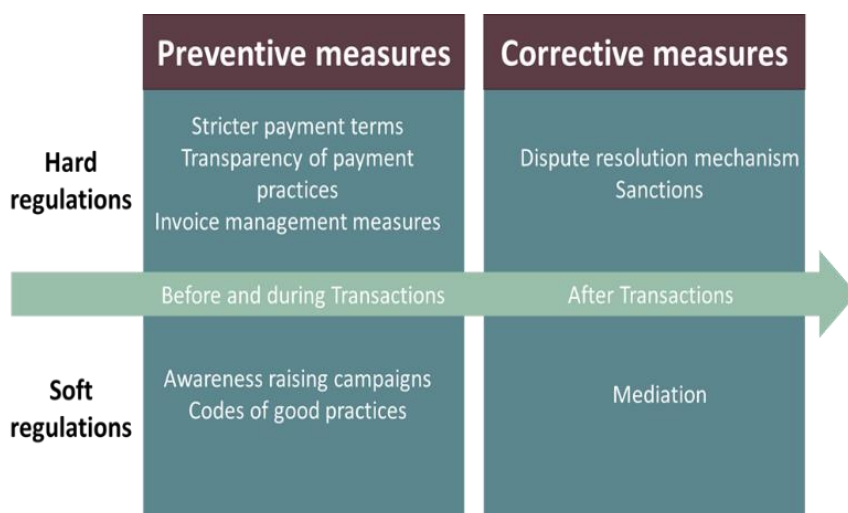 Preventive measures
Corrective measures
Hard
regulations
Stricter payment terms
Transparency of payment
practices
Invoice management measures
Dispute resolution mechanism
Sanctions
Before and during Transactions
After Transactions
Soft
regulations
Awareness raising campaigns
Codes of good practices
Mediation